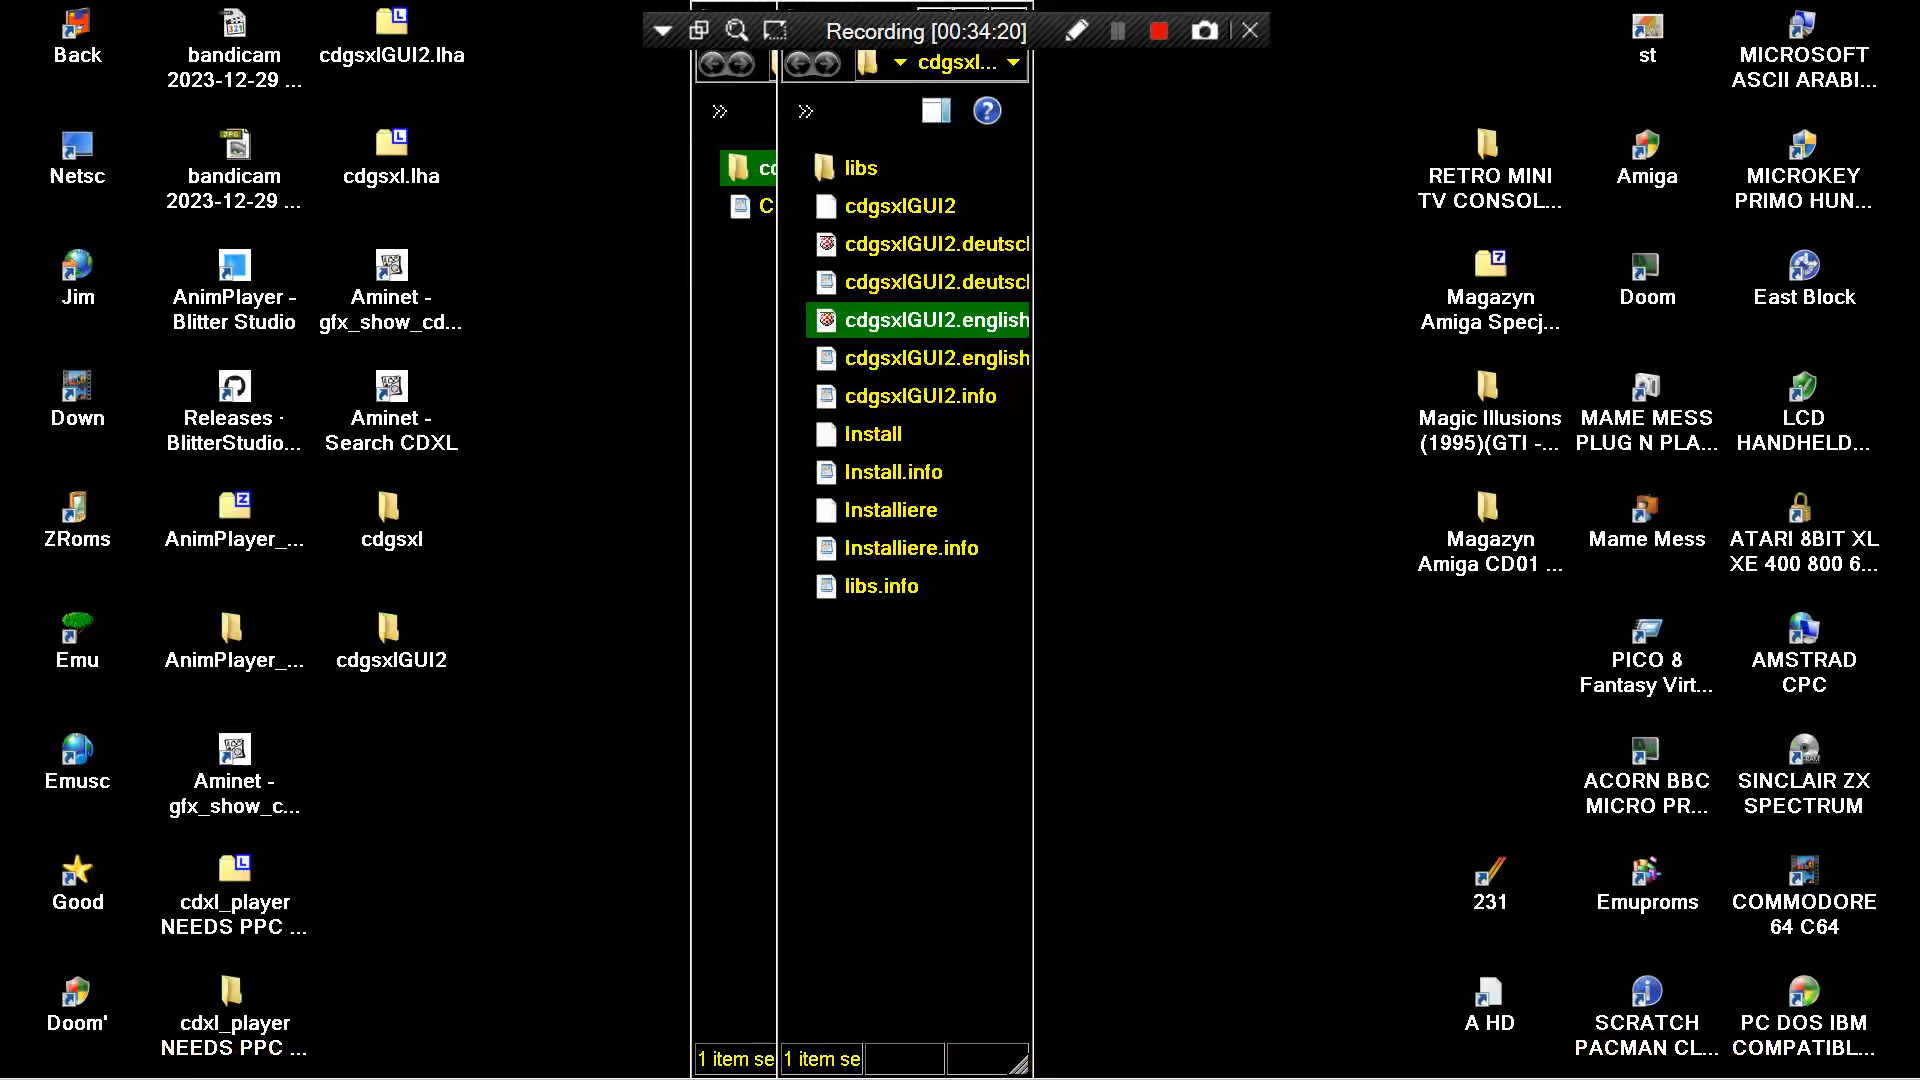 Recording [00:34:20]
cdgsxl...
Back
Netsc
Jim
Down
ZRoms
Emu
Emusc
Good
Doom'
bandicam
2023-12-29 ...
bandicam
2023-12-29 ...
AnimPlayer -
Blitter Studio
Releases ·
BlitterStudio...
AnimPlayer_...
AnimPlayer_...
Aminet -
gfx_show_c...
cdxl_player
NEEDS PPC ...
cdxl_player
NEEDS PPC ...
cdgsxlGUI2.lha
cdgsxl.lha
Aminet -
gfx_show_cd...
Aminet -
Search CDXL
cdgsxl
cdgsxlGUI2
libs
cdgsxlGUI2
cdgsxlGUI2.deutscl
cdgsxlGUI2.deutscl
cdgsxlGUI2.english
cdgsxlGUI2.english
cdgsxlGUI2.info
Install
Install.info
Installiere
Installiere.info
libs.info
1 item se
1 item se
RETRO MINI
TV CONSOL...
Magazyn
Amiga Specj...
Magic Illusions
(1995)(GTI -...
Magazyn
Amiga CD01 ...
231
A HD
st
Amiga
Doom
MAME MESS
PLUG N PLA...
Mame Mess
PICO 8
Fantasy Virt...
ACORN BBC
MICRO PR...
Emuproms
SCRATCH
PACMAN CL...
MICROSOFT
ASCII ARABI...
MICROKEY
PRIMO HUN...
East Block
LCD
HANDHELD...
ATARI 8BIT XL
XE 400 800 6...
AMSTRAD
CPC
SINCLAIR ZX
SPECTRUM
COMMODORE
64 C64
PC DOS IBM
COMPATIBL...